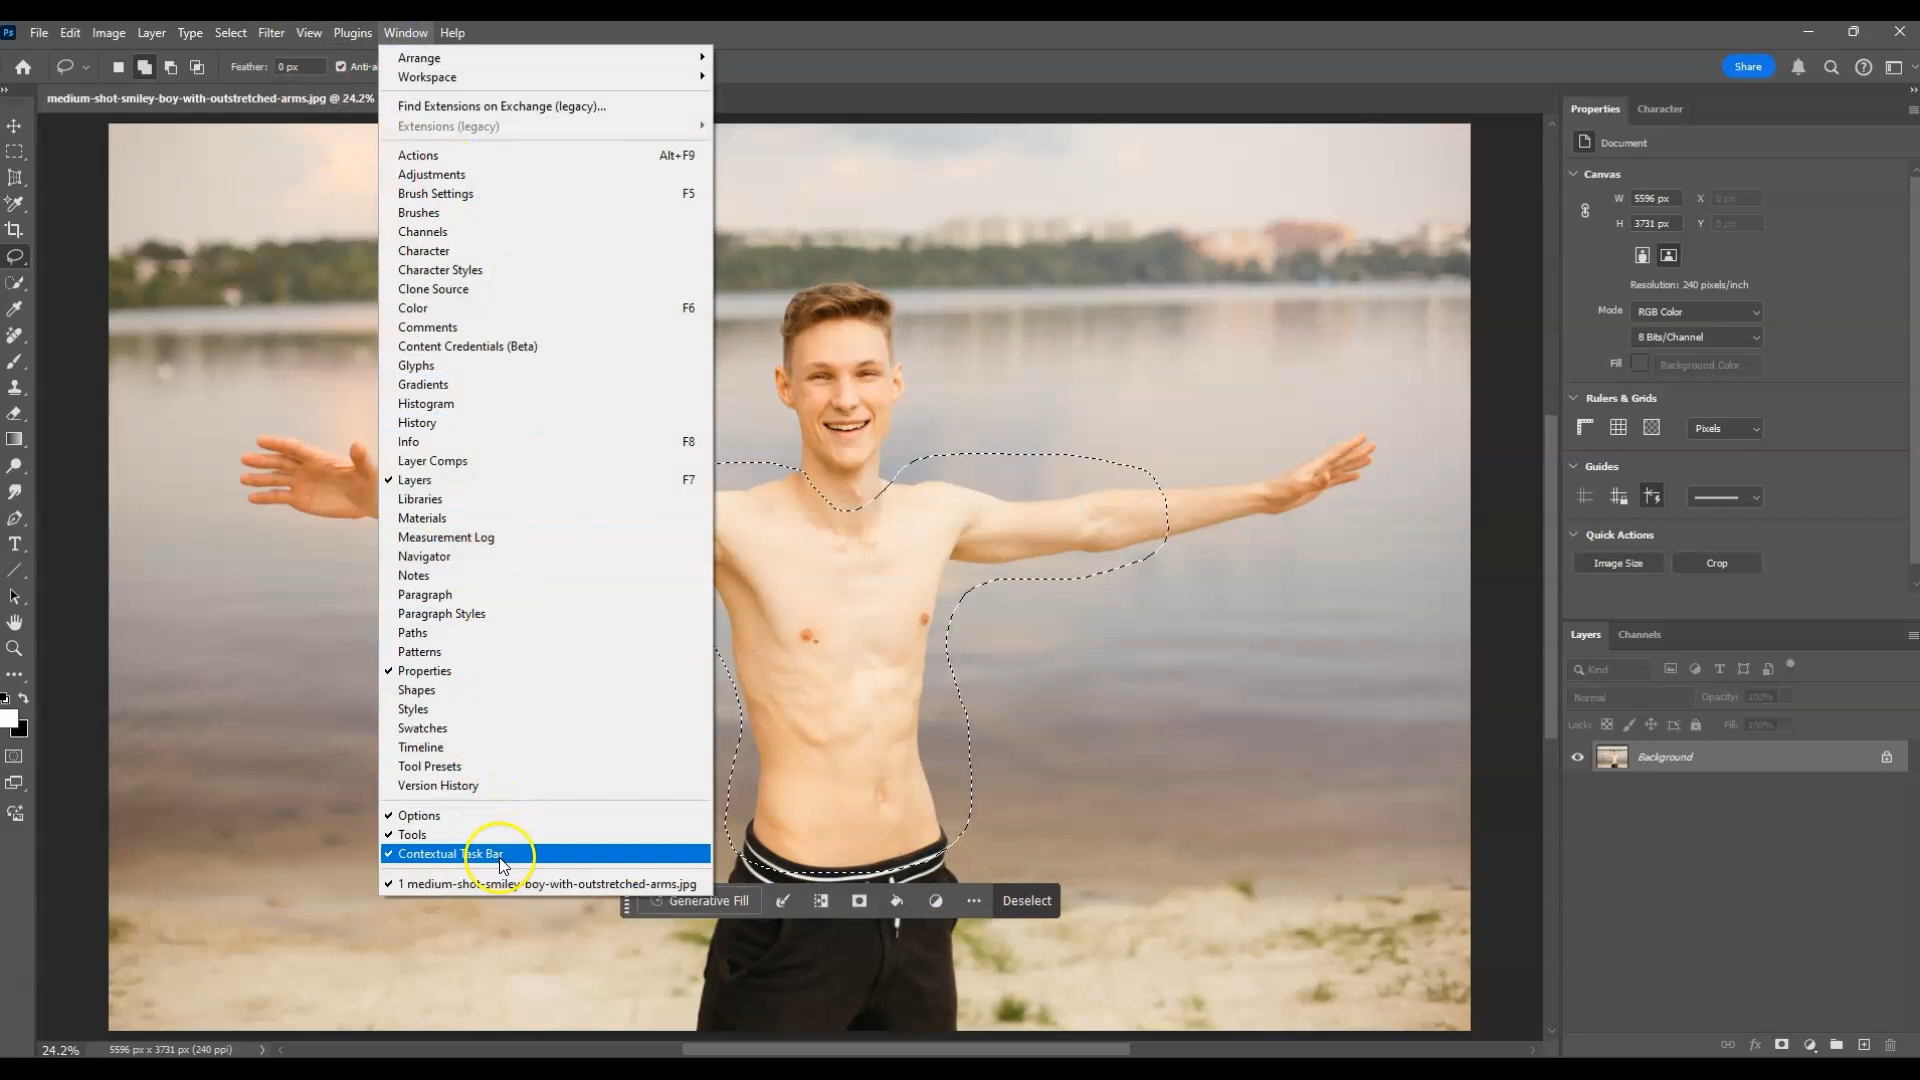 Ps File Edit Image Layer Type Select Filter View Plugins Window Help
Feather: 0 px Anti-al
Share
medium-shot-smiley-boy-with-outstretched-arms.jpg @ 24.2%
Arrange
Workspace
Find Extensions on Exchange (legacy)...
Extensions (legacy)
Actions Alt+F9
Adjustments
Brush Settings F5
Brushes
Channels
Character
Character Styles
Clone Source
Color F6
Comments
Content Credentials (Beta)
Glyphs
Gradients
Histogram
History
Info F8
Layer Comps
Layers F7
Libraries
Materials
Measurement Log
Navigator
Notes
Paragraph
Paragraph Styles
Paths
Patterns
Properties
Shapes
Styles
Swatches
Timeline
Tool Presets
Version History
Options
Tools
Contextual Task Bar
1 medium-shot-smiley-boy-with-outstretched-arms.jpg
Generative Fill
Deselect
Properties Character
Document
Canvas
W 5596 px X 0 px
H 3731 px Y 0 px
Resolution: 240 pixels/inch
Mode RGB Color
8 Bits/Channel
Fill Background Color
Rulers & Grids
Pixels
Guides
Quick Actions
Image Size Crop
Layers Channels
Kind
Normal Opacity: 100%
Lock: Fill: 100%
Background
24.2% 5596 px x 3731 px (240 ppi)